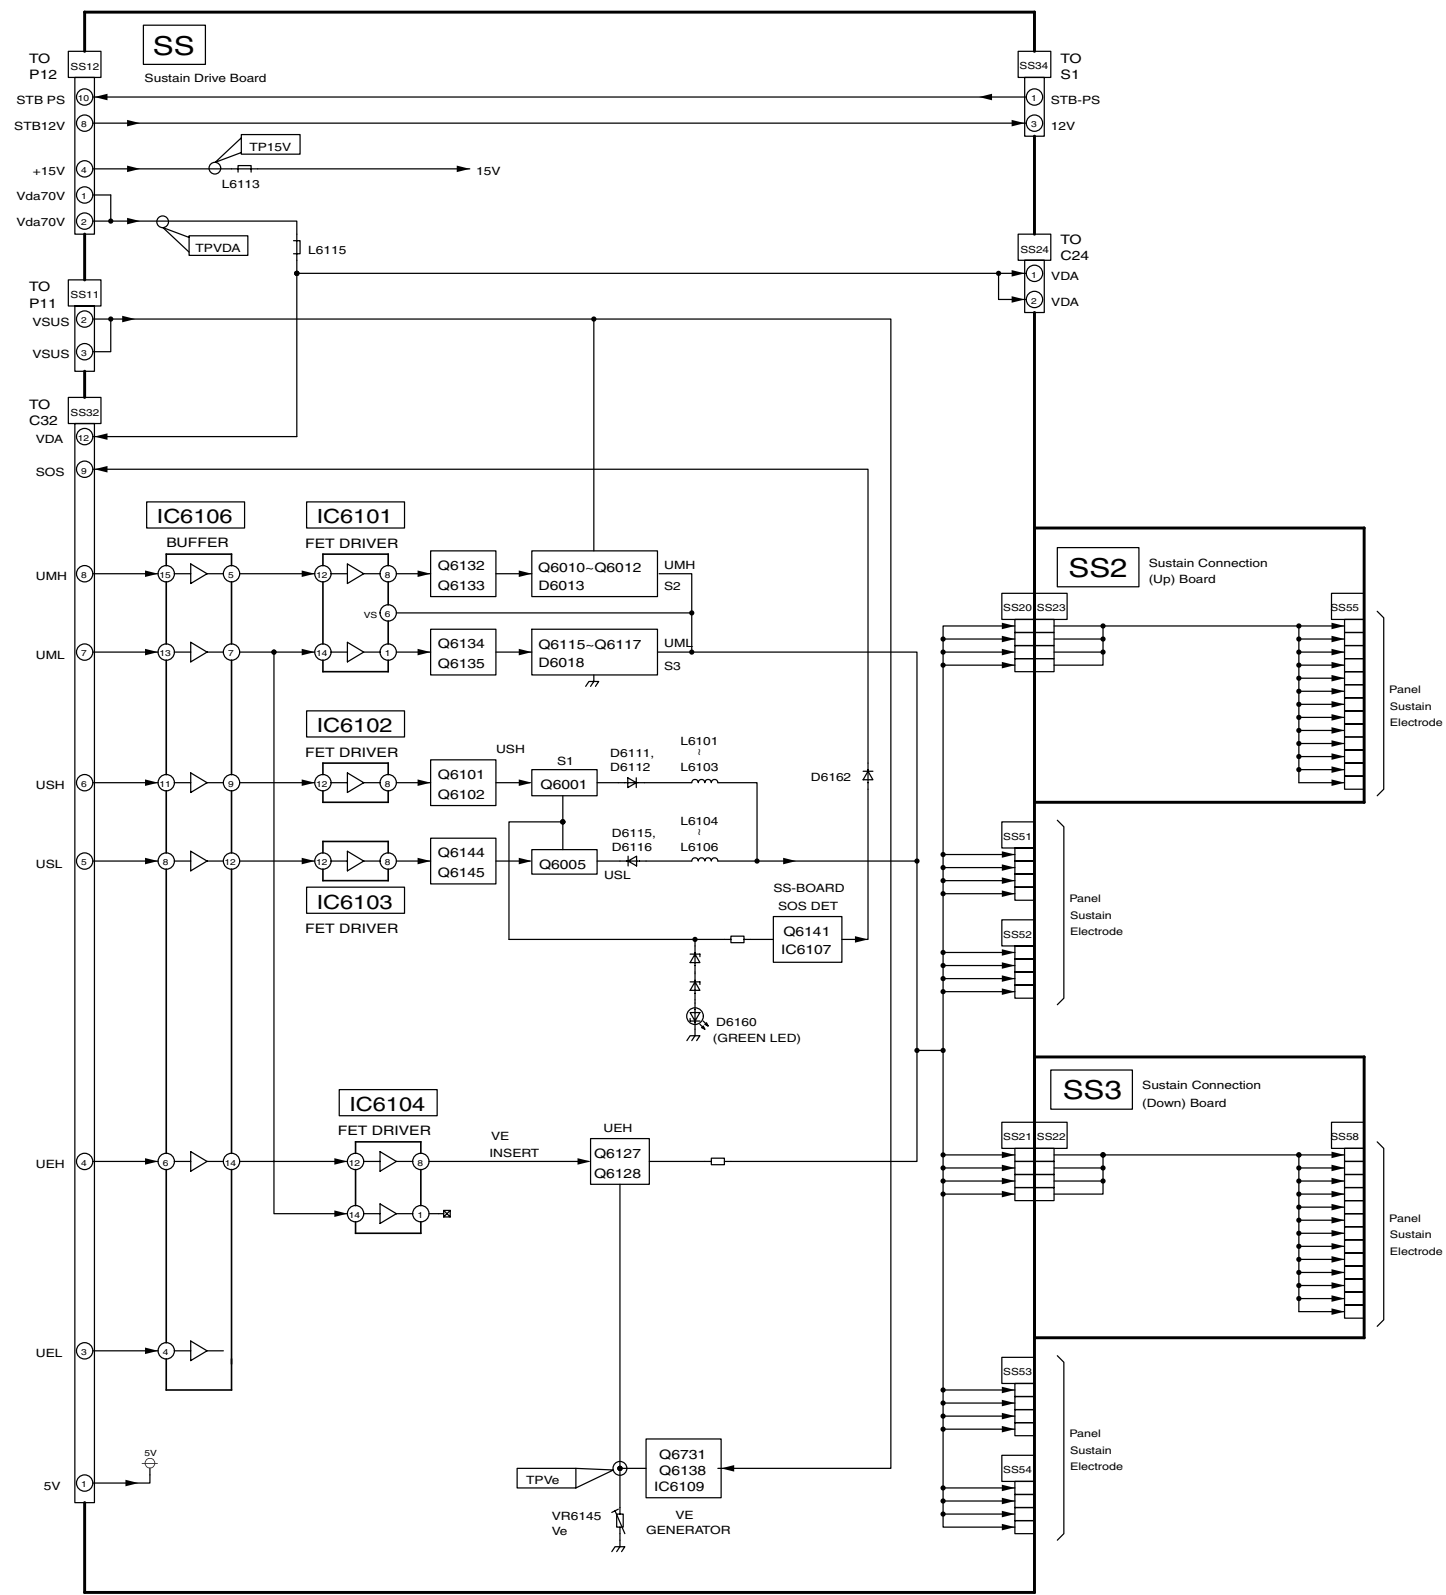 SS
Sustain Drive Board
TO
P12
SS12
STB PS
10
STB12V
8
+15V
4
TP15V
L6113
15V
Vda70V
1
Vda70V
2
TPVDA
L6115
SS34
TO
S1
1
STB-PS
3
12V
SS24
TO
C24
1
VDA
2
VDA
TO
P11
SS11
VSUS
2
VSUS
3
TO
C32
SS32
VDA
12
SOS
9
IC6106
BUFFER
IC6101
FET DRIVER
UMH
8
15
5
12
8
Q6132
Q6133
Q6010~Q6012
D6013
UMH
S2
VS
6
UML
7
13
7
14
1
Q6134
Q6135
Q6115~Q6117
D6018
UML
S3
IC6102
FET DRIVER
USH
6
11
9
12
8
Q6101
Q6102
USH
S1
Q6001
D6111,
D6112
L6101
~
L6103
D6162
USL
5
8
12
12
8
Q6144
Q6145
Q6005
D6115,
D6116
USL
L6104
~
L6106
IC6103
FET DRIVER
SS-BOARD
SOS DET
Q6141
IC6107
D6160
(GREEN LED)
IC6104
FET DRIVER
UEH
4
6
14
12
8
VE
INSERT
UEH
Q6127
Q6128
14
1
UEL
3
4
5V
1
5V
TPVe
VR6145
Ve
Q6731
Q6138
IC6109
VE
GENERATOR
SS2
Sustain Connection
(Up) Board
SS20
SS23
SS55
Panel
Sustain
Electrode
SS51
SS52
Panel
Sustain
Electrode
SS3
Sustain Connection
(Down) Board
SS21
SS22
SS58
Panel
Sustain
Electrode
SS53
SS54
Panel
Sustain
Electrode